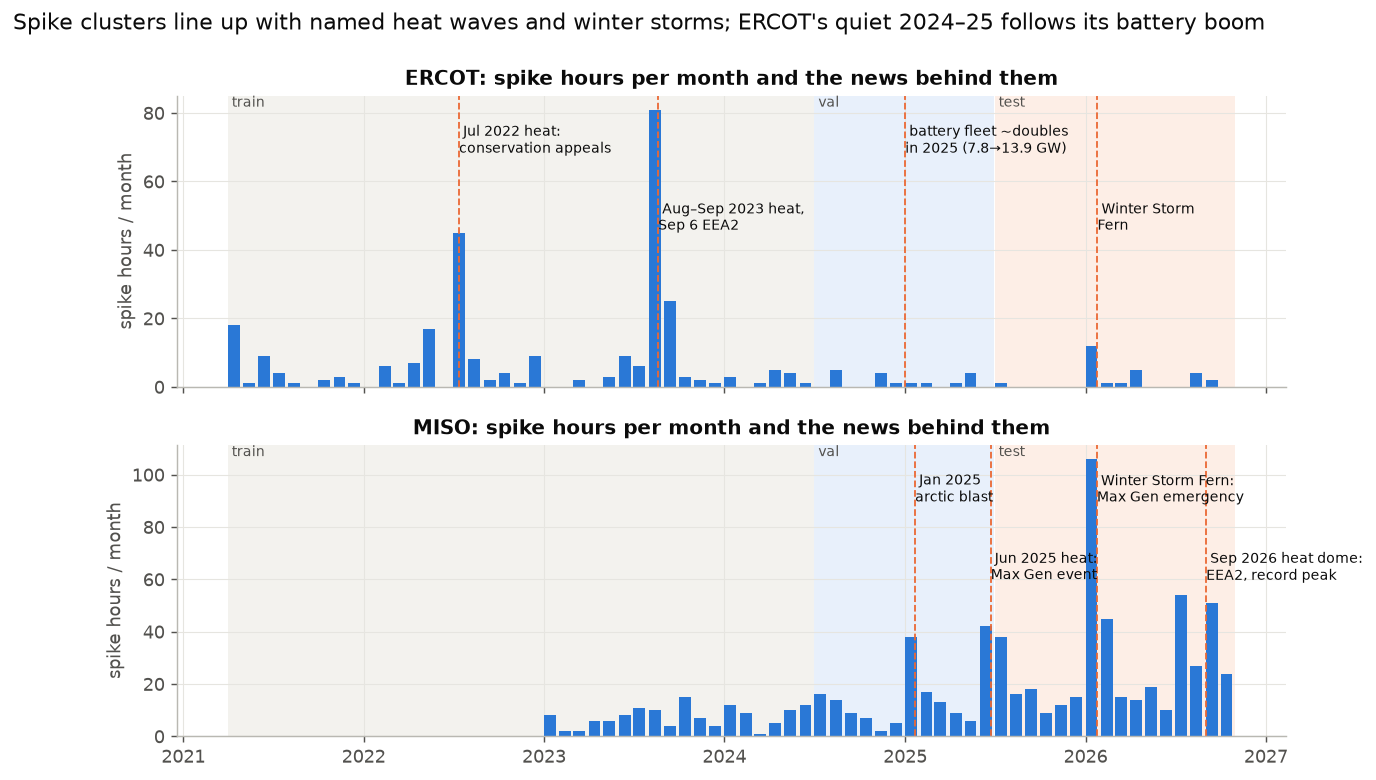 Spike clusters line up with named heat waves and winter storms; ERCOT's quiet 2024–25 follows its battery boom
ERCOT: spike hours per month and the news behind them
train
val
test
Jul 2022 heat:
conservation appeals
battery fleet ~doubles
in 2025 (7.8→13.9 GW)
Aug–Sep 2023 heat,
Sep 6 EEA2
Winter Storm
Fern
spike hours / month
80
60
40
20
0
MISO: spike hours per month and the news behind them
train
val
test
Jan 2025
arctic blast
Winter Storm Fern:
Max Gen emergency
Jun 2025 heat:
Max Gen event
Sep 2026 heat dome:
EEA2, record peak
spike hours / month
100
80
60
40
20
0
2021
2022
2023
2024
2025
2026
2027